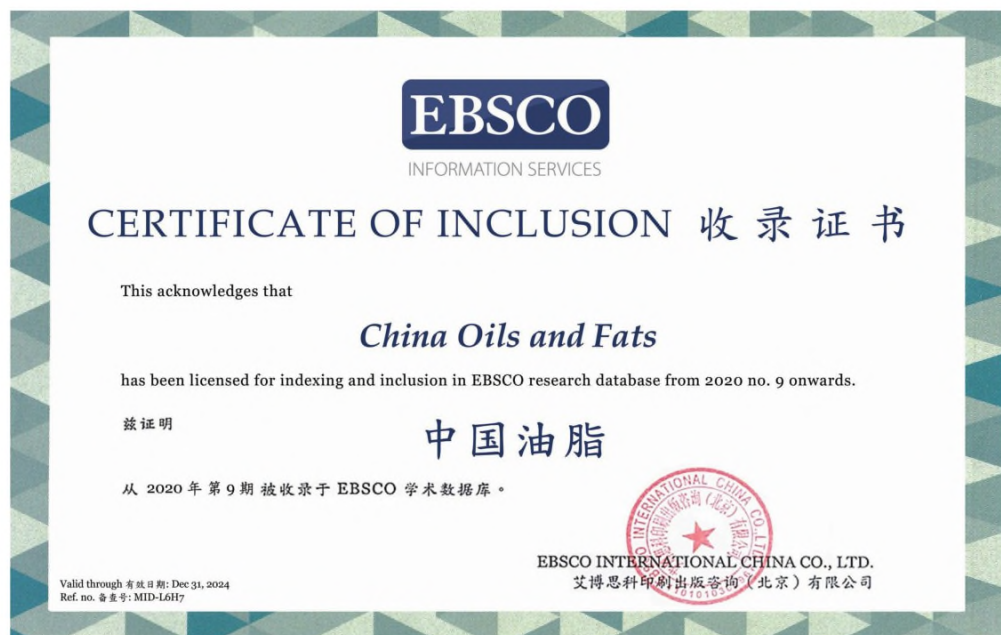 EBSCO
INFORMATION SERVICES
CERTIFICATE OF INCLUSION 收录证书
This acknowledges that
China Oils and Fats
has been licensed for indexing and inclusion in EBSCO research database from 2020 no. 9 onwards.
兹证明
中国油脂
从 2020 年第 9 期被收录于 EBSCO 学术数据库。
EBSCO INTERNATIONAL CHINA CO., LTD.
艾博思科印刷出版咨询（北京）有限公司
Valid through 有效日期: Dec 31, 2024
Ref. no. 备查号: MID-L6H7